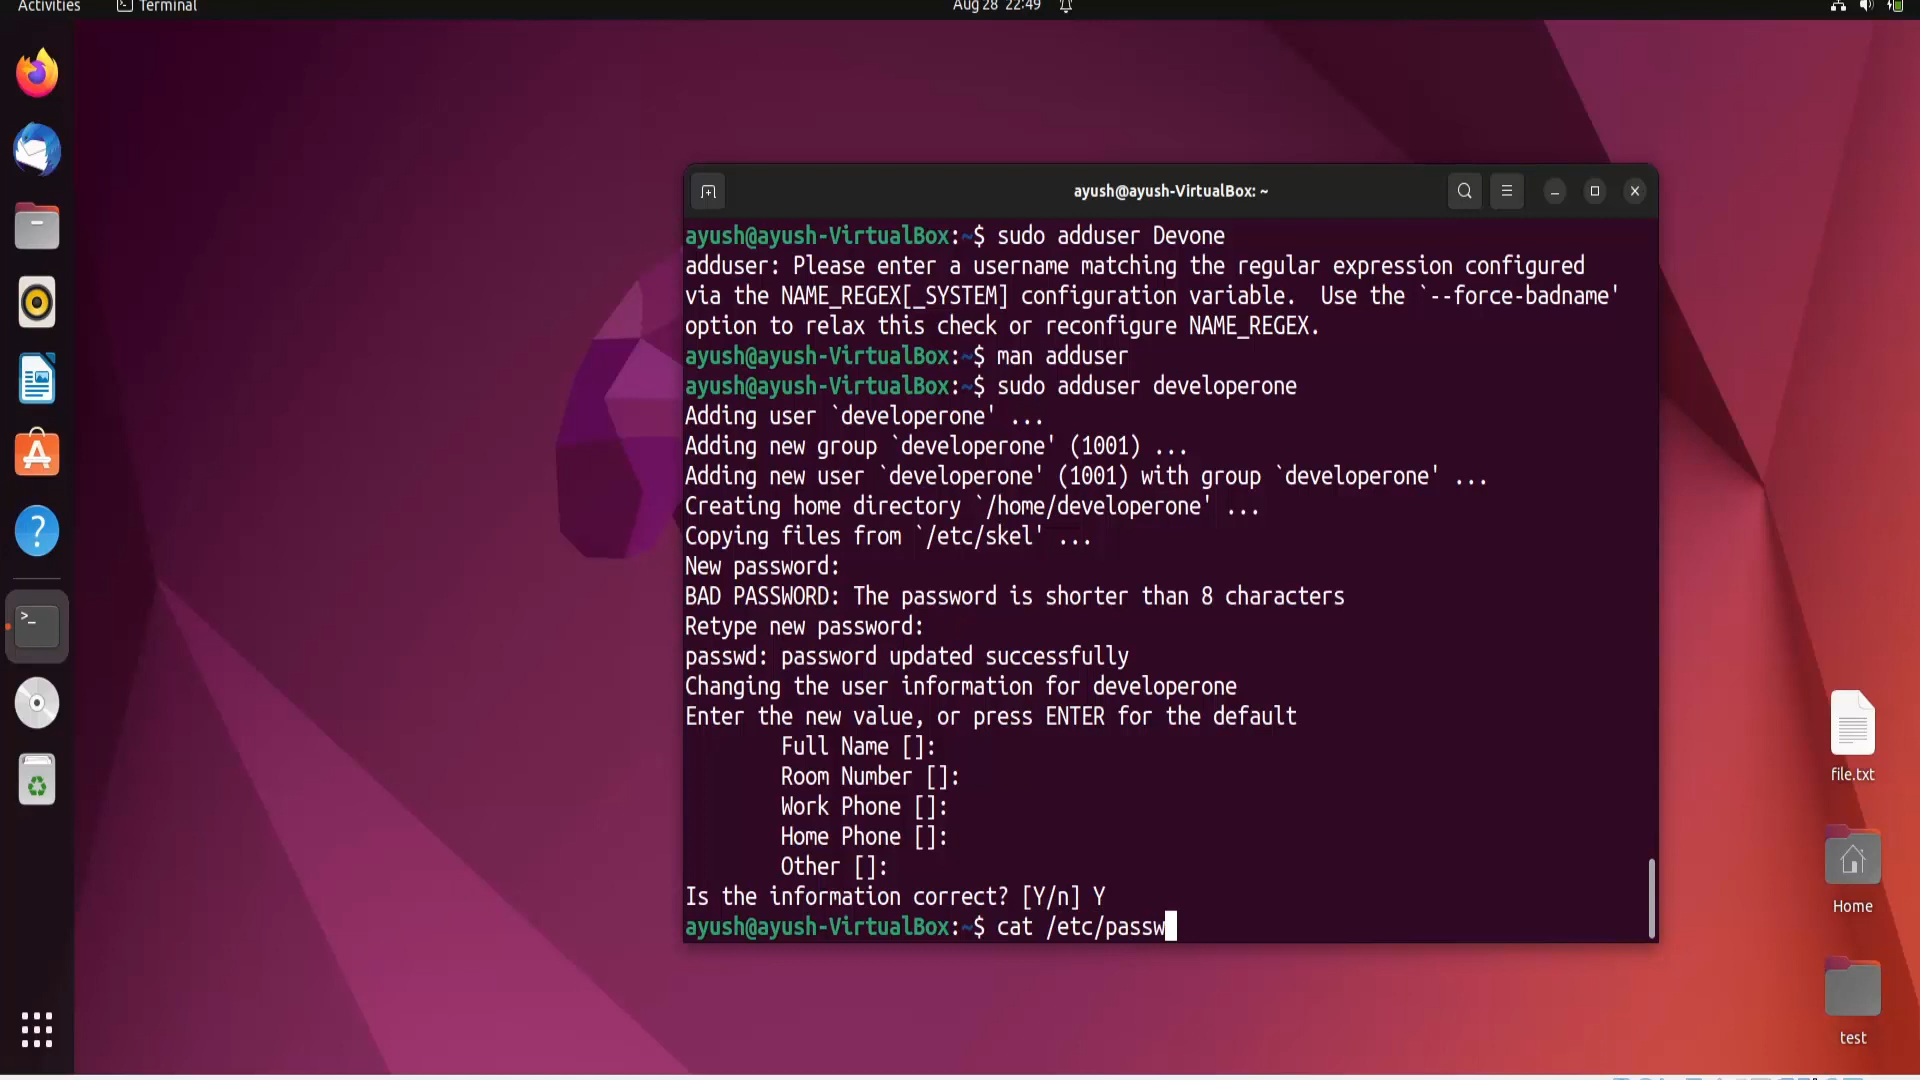 Activities
Terminal
Aug 28 22:49
ayush@ayush-VirtualBox: ~
ayush@ayush-VirtualBox:~$ sudo adduser Devone
adduser: Please enter a username matching the regular expression configured
via the NAME_REGEX[_SYSTEM] configuration variable.  Use the `--force-badname'
option to relax this check or reconfigure NAME_REGEX.
ayush@ayush-VirtualBox:~$ man adduser
ayush@ayush-VirtualBox:~$ sudo adduser developerone
Adding user `developerone' ...
Adding new group `developerone' (1001) ...
Adding new user `developerone' (1001) with group `developerone' ...
Creating home directory `/home/developerone' ...
Copying files from `/etc/skel' ...
New password:
BAD PASSWORD: The password is shorter than 8 characters
Retype new password:
passwd: password updated successfully
Changing the user information for developerone
Enter the new value, or press ENTER for the default
Full Name []:
Room Number []:
Work Phone []:
Home Phone []:
Other []:
Is the information correct? [Y/n] Y
ayush@ayush-VirtualBox:~$ cat /etc/passw
file.txt
Home
test